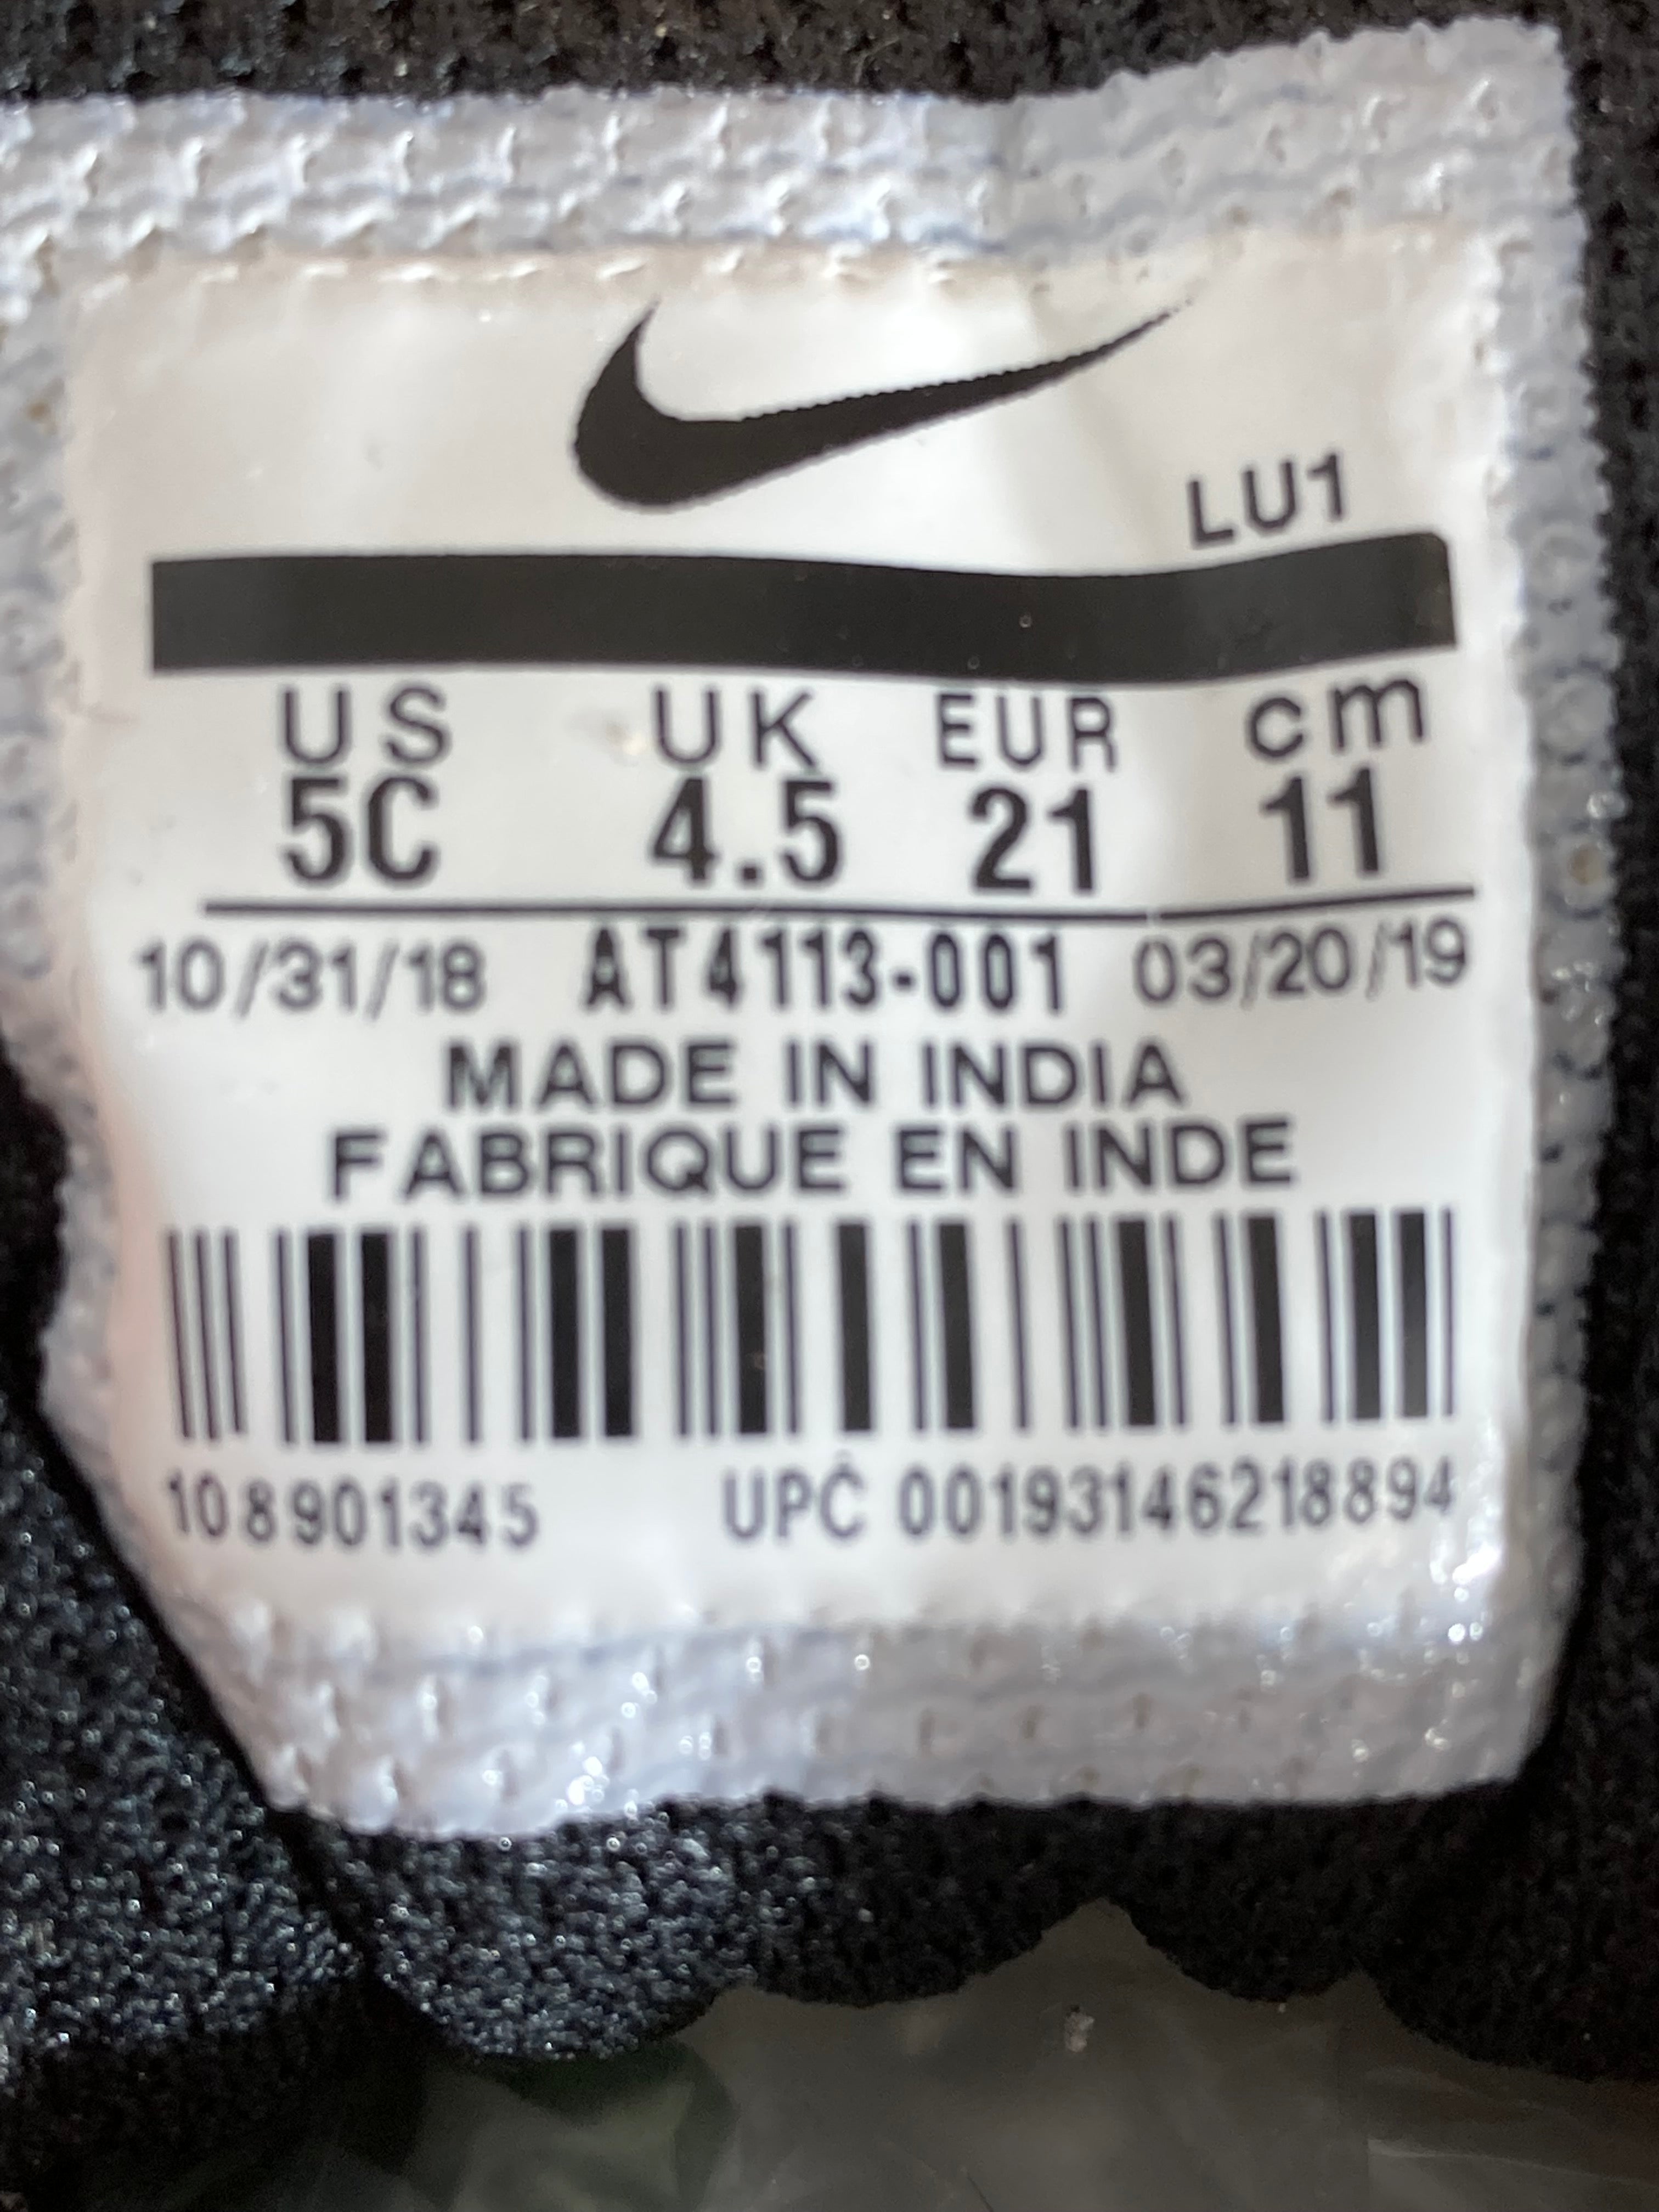 LU1
US UK EUR cm
5C 4.5 21 11
10/31/18 AT4113-001 03/20/19
MADE IN INDIA
FABRIQUE EN INDE
108901345 UPC 00193146218894